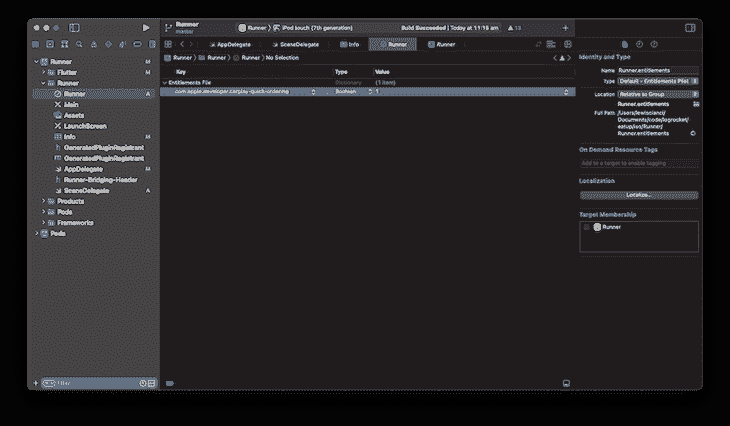 Runner
master
Runner 〉 iPod touch (7th generation)
Build Succeeded | Today at 11:18 am
13
AppDelegate
SceneDelegate
Info
Runner
Runner
Runner 〉 Runner 〉 Runner 〉 No Selection
Key Type Value
Entitlements File Dictionary (1 item)
com.apple.developer.carplay-quick-ordering Boolean 1
Runner M
Flutter M
Runner
Runner A
Main
Assets
LaunchScreen
Info M
GeneratedPluginRegistrant
GeneratedPluginRegistrant
AppDelegate M
Runner-Bridging-Header
SceneDelegate A
Products
Pods
Frameworks
Pods
Filter
Identity and Type
Name Runner.entitlements
Type Default - Entitlements Plist
Location Relative to Group
Runner.entitlements
Full Path
Documents/code/logrocket
Runner.entitlements
On Demand Resource Tags
Add to a target to enable tagging
Localization
Localize...
Target Membership
Runner